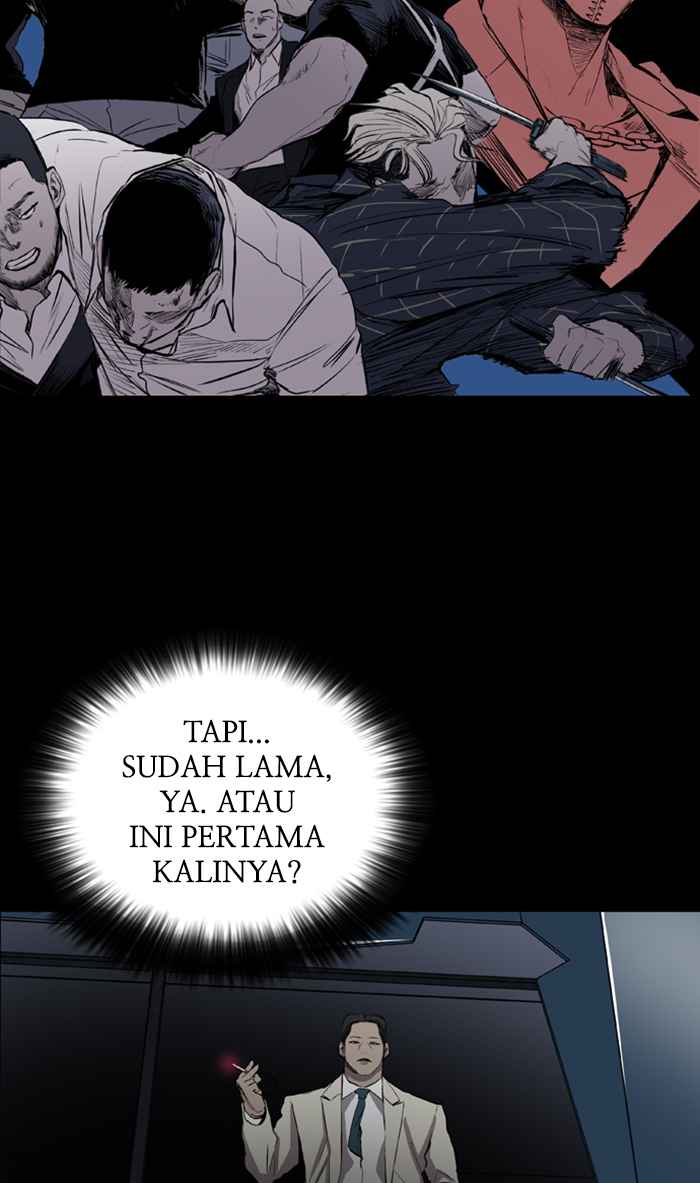 TAPI...
SUDAH LAMA,
YA. ATAU
INI PERTAMA
KALINYA?